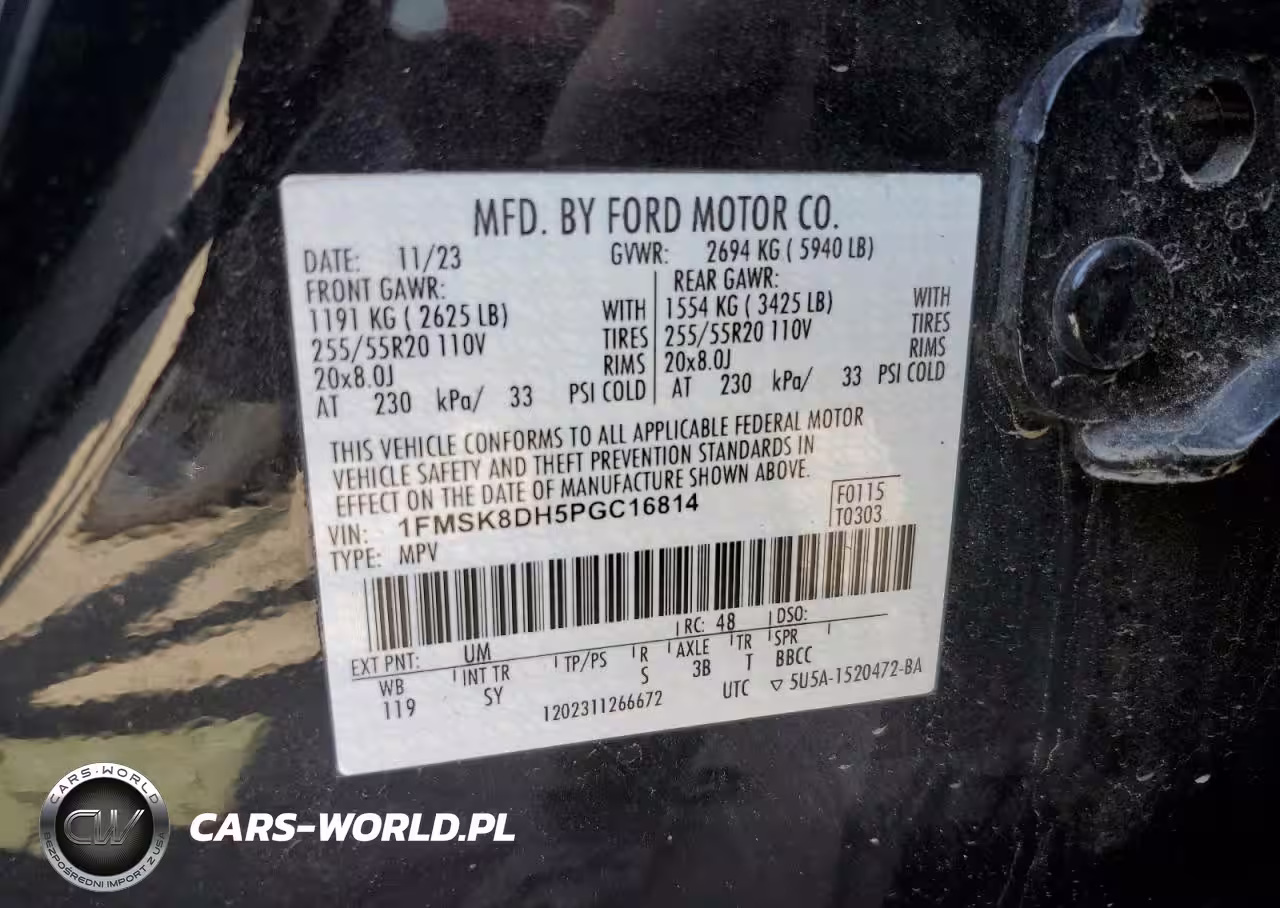 MFD. BY FORD MOTOR CO.
DATE: 11/23 GVWR: 2694 KG ( 5940 LB)
FRONT GAWR: REAR GAWR:
1191 KG ( 2625 LB) WITH 1554 KG ( 3425 LB) WITH
255/55R20 110V TIRES 255/55R20 110V TIRES
20x8.0J RIMS 20x8.0J RIMS
AT 230 kPa/ 33 PSI COLD AT 230 kPa/ 33 PSI COLD
THIS VEHICLE CONFORMS TO ALL APPLICABLE FEDERAL MOTOR
VEHICLE SAFETY AND THEFT PREVENTION STANDARDS IN
EFFECT ON THE DATE OF MANUFACTURE SHOWN ABOVE.
VIN: 1FMSK8DH5PGC16814 F0115
TYPE: MPV T0303
EXT PNT: UM RC: 48 DSO:
WB INT TR TP/PS R AXLE TR SPR
119 SY S 3B T BBCC
1202311266672 UTC ▽ 5U5A-1520472-BA
CARS-WORLD
CW
BEZPOŚREDNI IMPORT Z USA
CARS-WORLD.PL